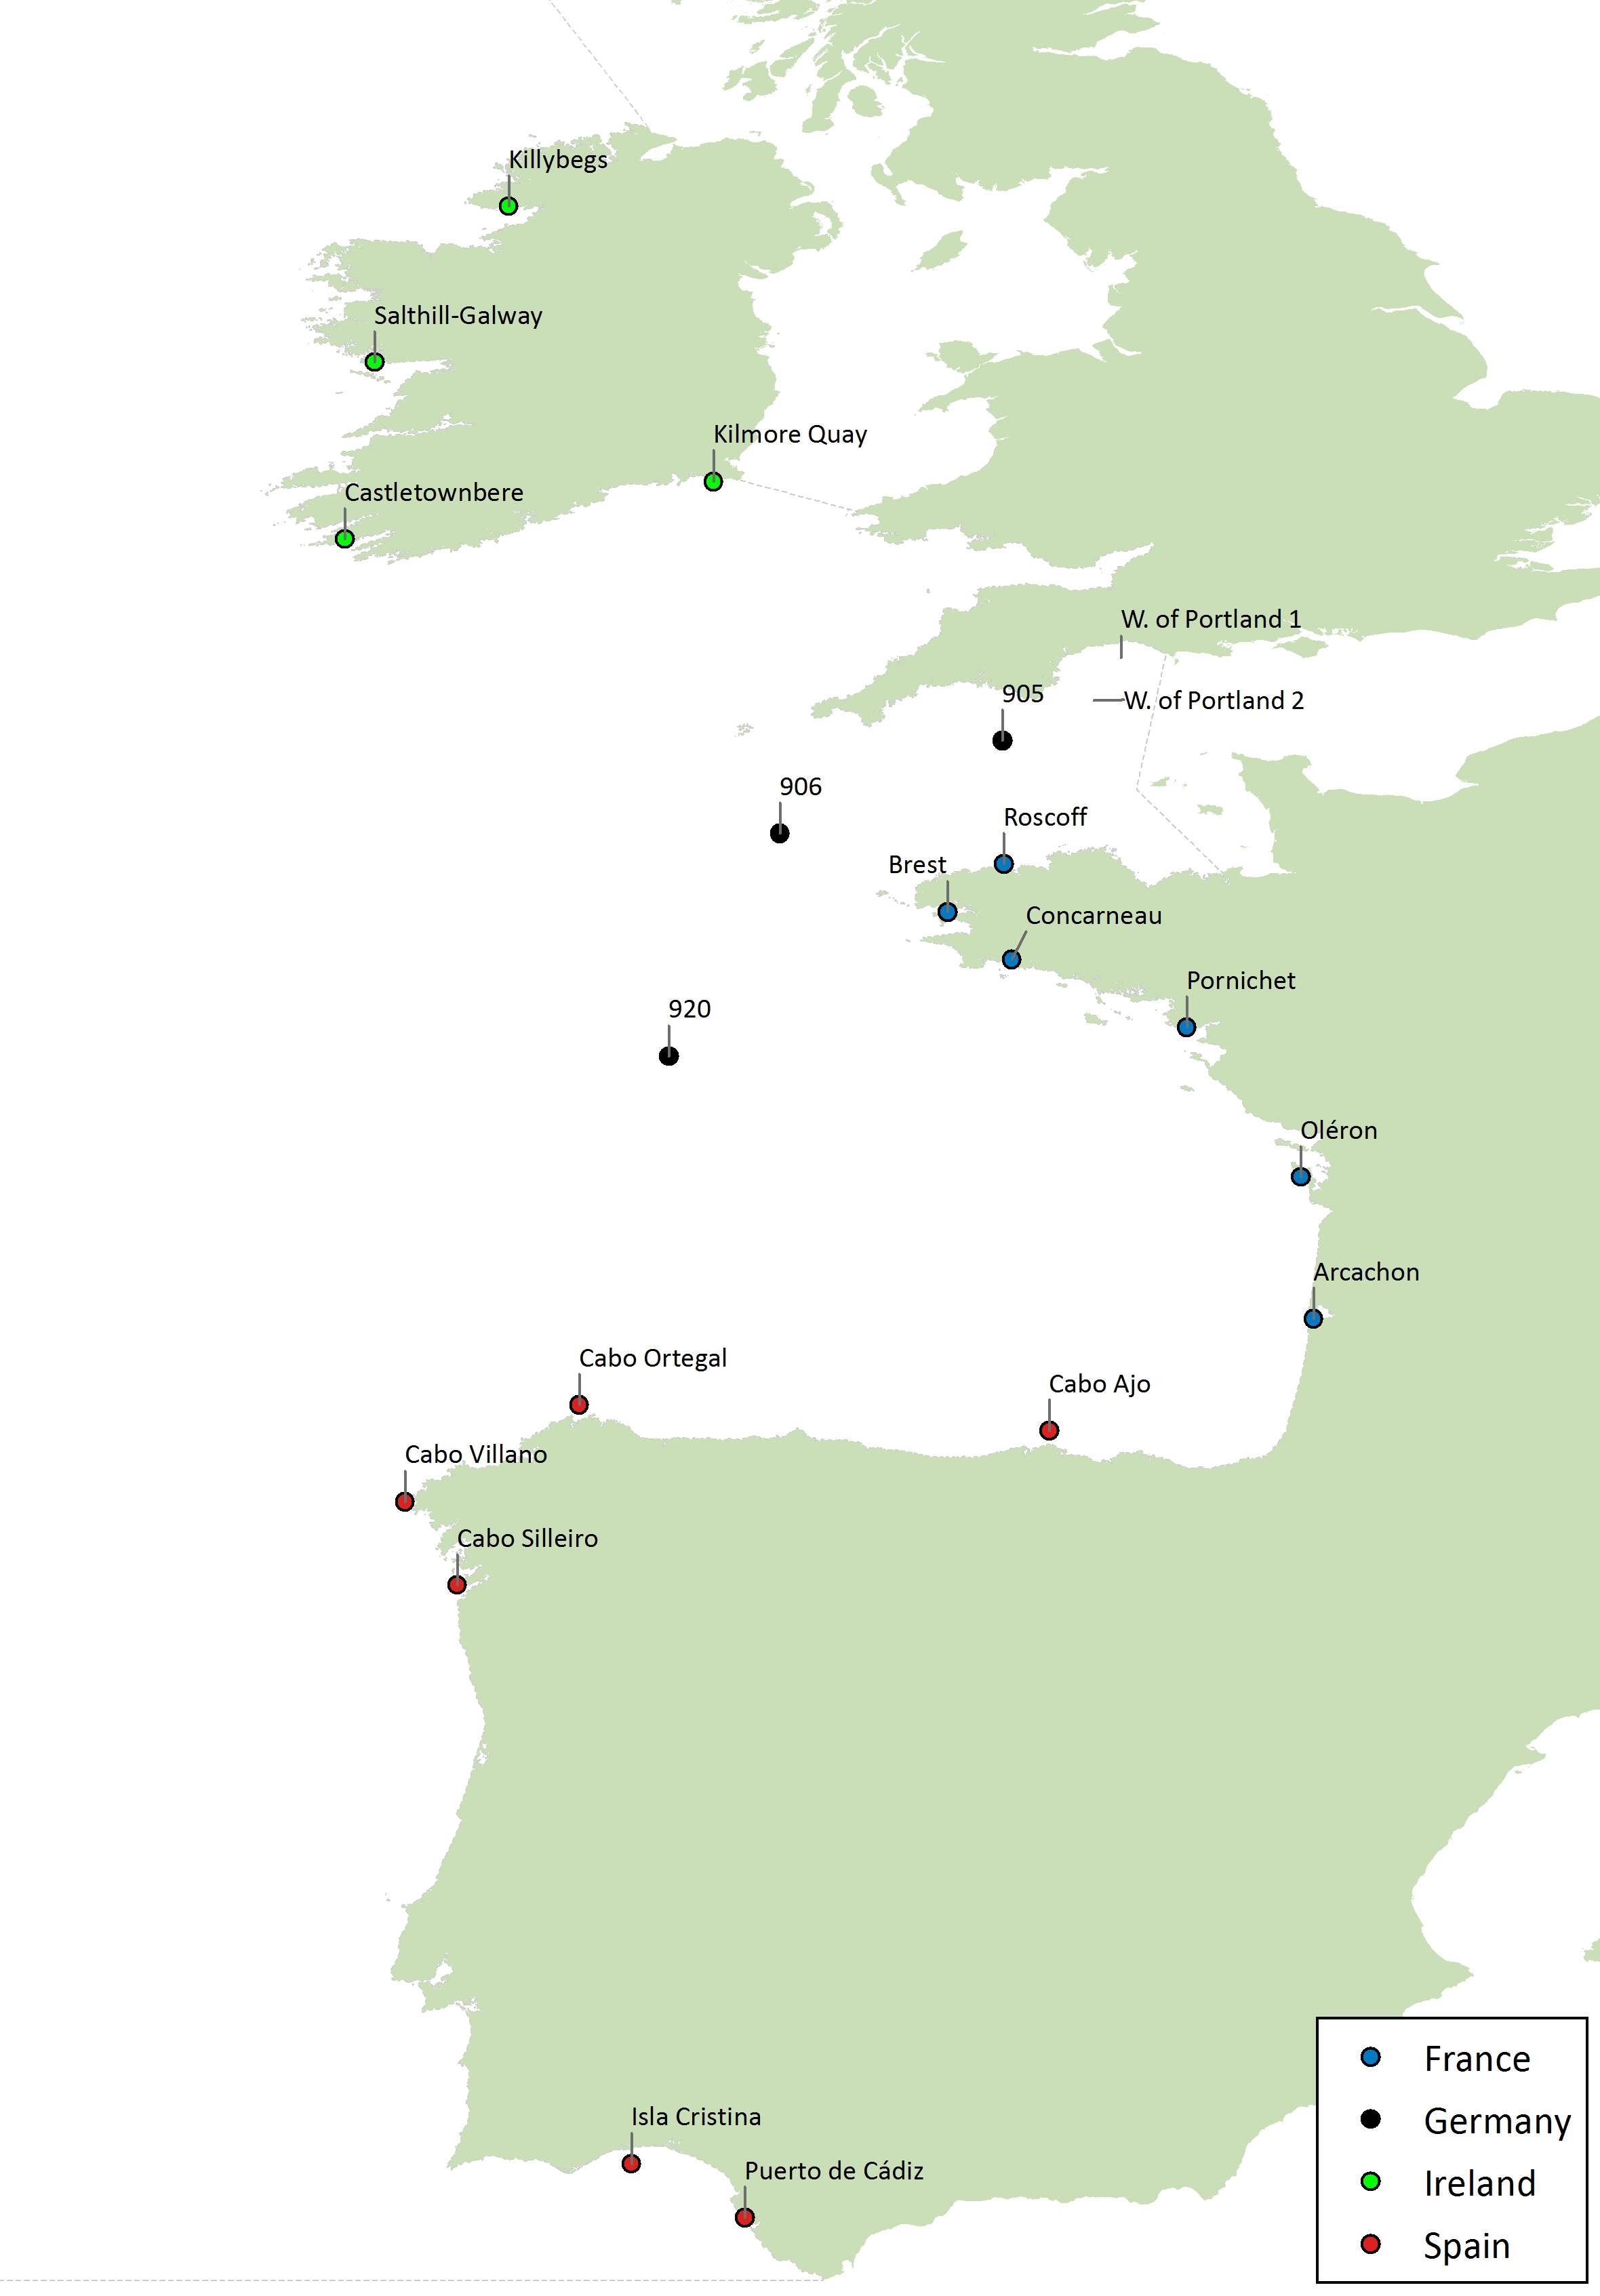 Killybegs
Salthill-Galway
Kilmore Quay
Castletownbere
W. of Portland 1
905
W. of Portland 2
906
Roscoff
Brest
Concarneau
Pornichet
920
Oléron
Arcachon
Cabo Ortegal
Cabo Ajo
Cabo Villano
Cabo Silleiro
Isla Cristina
Puerto de Cádiz
France
Germany
Ireland
Spain